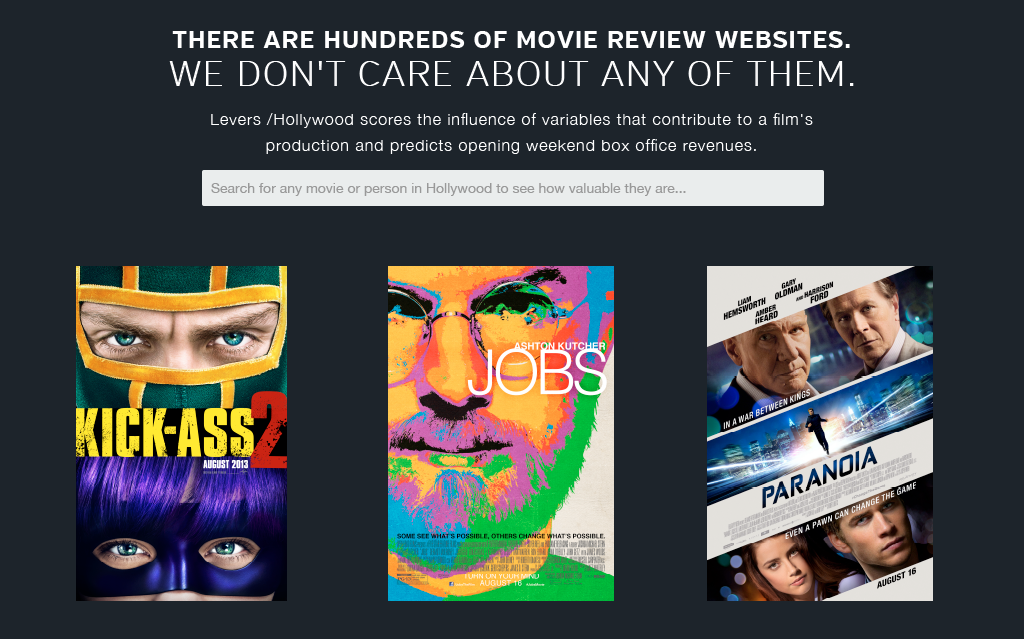 THERE ARE HUNDREDS OF MOVIE REVIEW WEBSITES.
WE DON'T CARE ABOUT ANY OF THEM.
Levers /Hollywood scores the influence of variables that contribute to a film's
production and predicts opening weekend box office revenues.
Search for any movie or person in Hollywood to see how valuable they are...
KICK-ASS 2
AUGUST 2013
ASHTON KUTCHER
JOBS
SOME SEE WHAT'S POSSIBLE, OTHERS CHANGE WHAT'S POSSIBLE.
TURN ON YOUR MIND
AUGUST 16
LIAM
HEMSWORTH
GARY
OLDMAN
AMBER
HEARD
AND HARRISON
FORD
IN A WAR BETWEEN KINGS
PARANOIA
EVEN A PAWN CAN CHANGE THE GAME
AUGUST 16